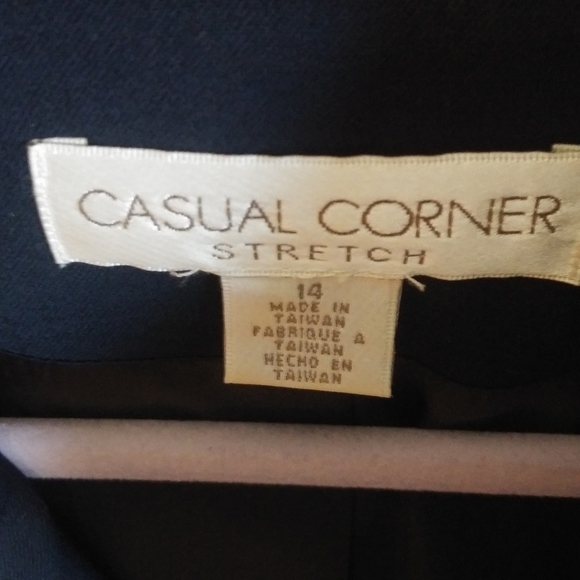 CASUAL CORNER
STRETCH
14
MADE IN
TAIWAN
FABRIQUE A
TAIWAN
HECHO EN
TAIWAN